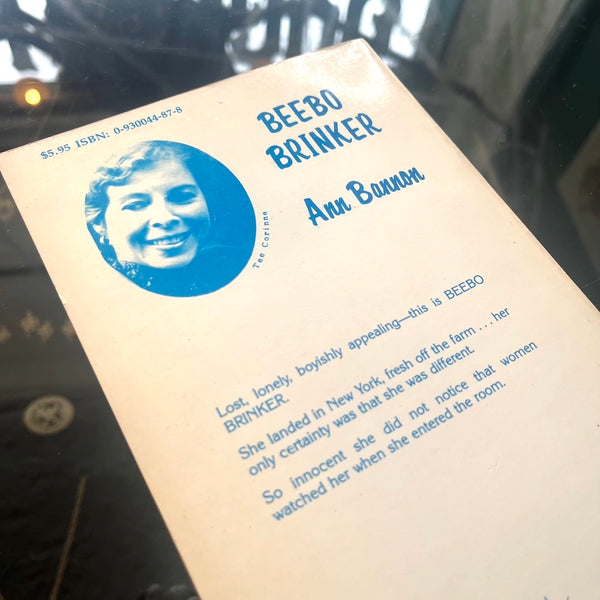 $5.95 ISBN: 0-930044-87-8
BEEBO
BRINKER
Ann Bannon
Tee Corinne
Lost, lonely, boyishly appealing—this is BEEBO
BRINKER.
She landed in New York, fresh off the farm . . . her
only certainty was that she was different.
So innocent she did not notice that women
watched her when she entered the room.